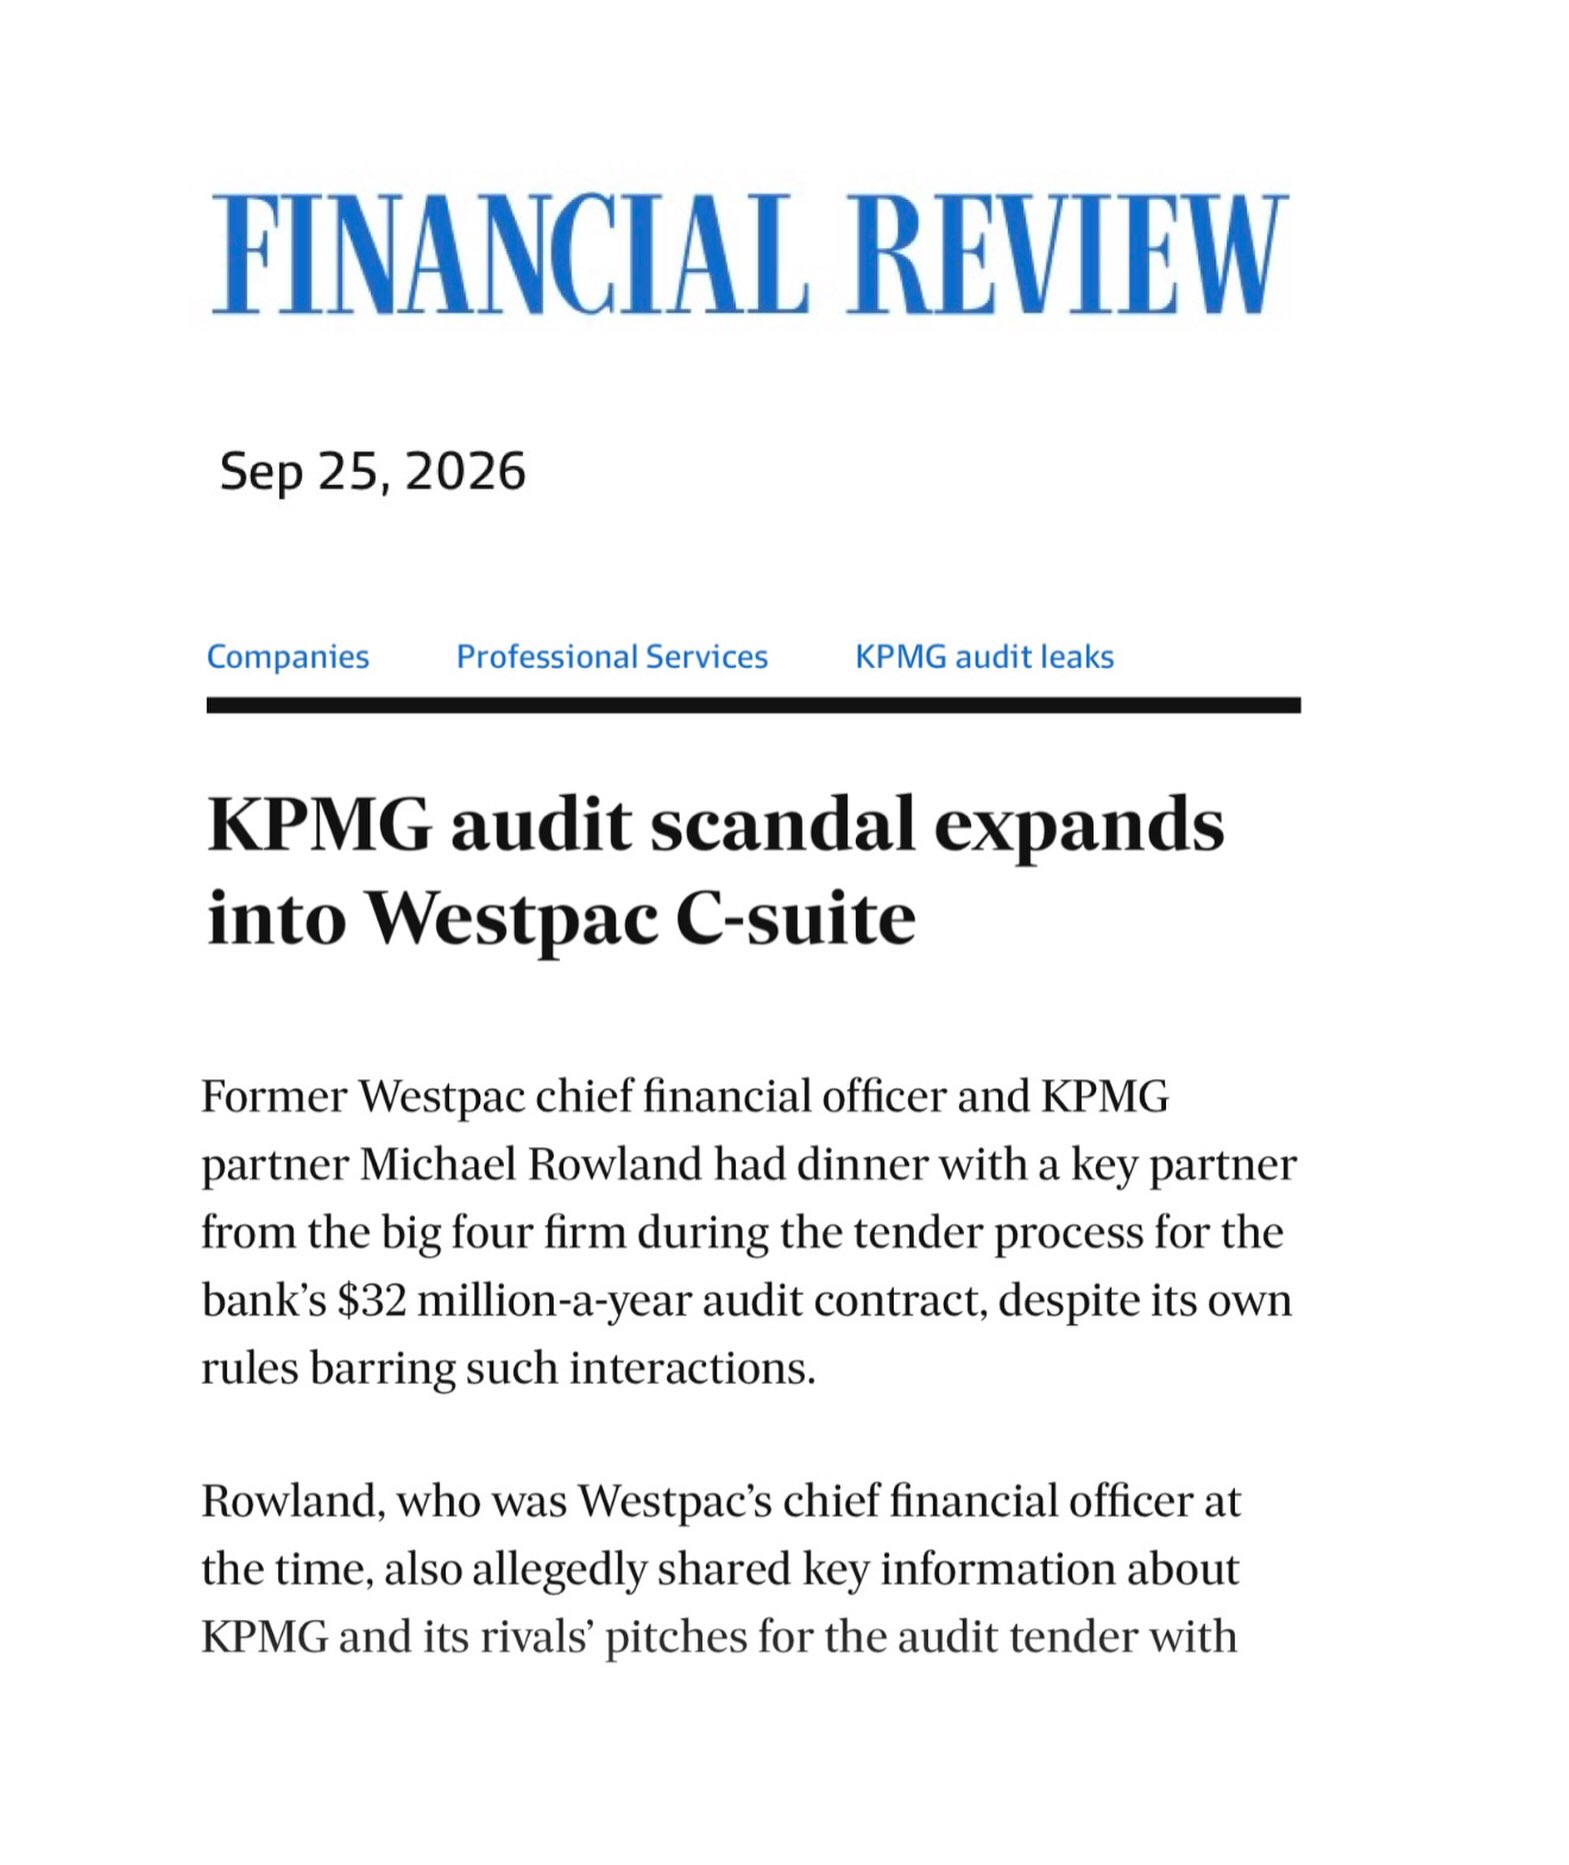 FINANCIAL REVIEW
Sep 25, 2026
Companies Professional Services KPMG audit leaks
KPMG audit scandal expands
into Westpac C-suite
Former Westpac chief financial officer and KPMG
partner Michael Rowland had dinner with a key partner
from the big four firm during the tender process for the
bank’s $32 million-a-year audit contract, despite its own
rules barring such interactions.
Rowland, who was Westpac’s chief financial officer at
the time, also allegedly shared key information about
KPMG and its rivals’ pitches for the audit tender with